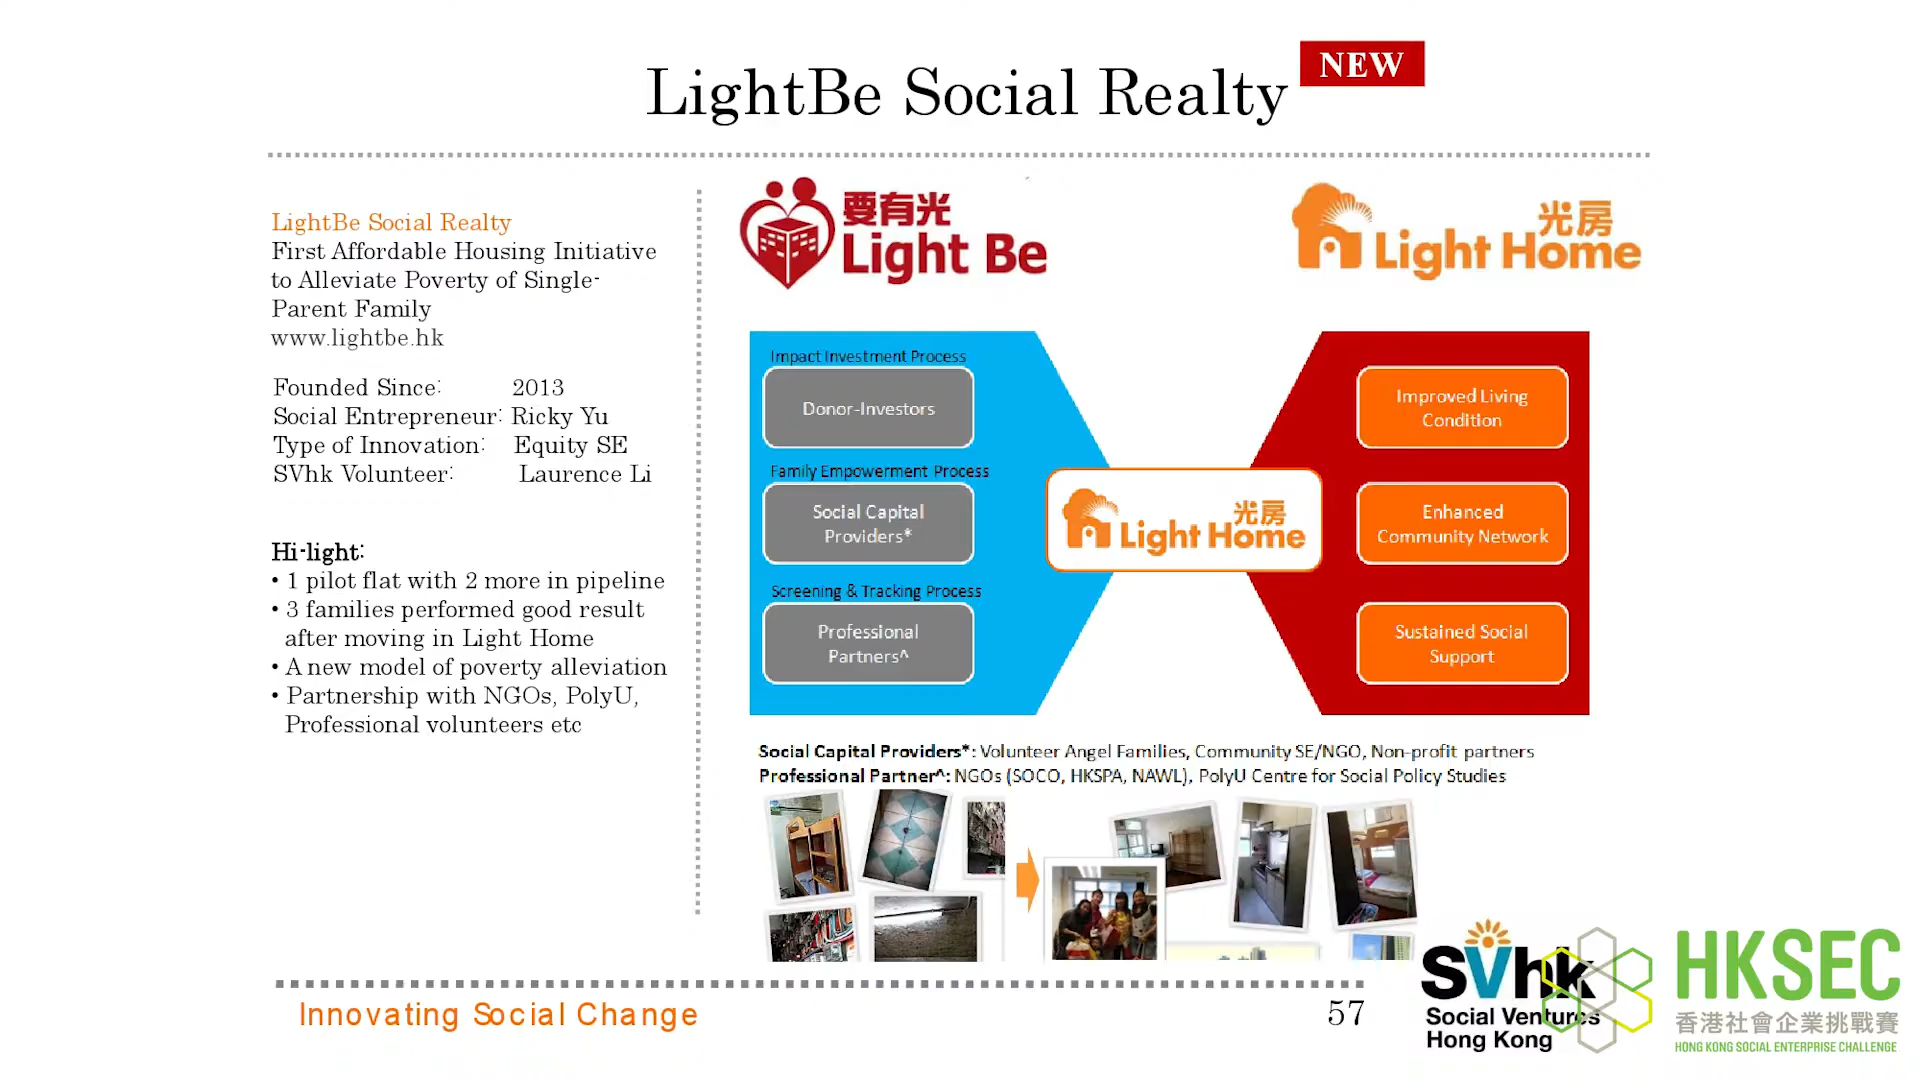 LightBe Social Realty
NEW
LightBe Social Realty
First Affordable Housing Initiative
to Alleviate Poverty of Single-
Parent Family
www.lightbe.hk
Founded Since: 2013
Social Entrepreneur: Ricky Yu
Type of Innovation: Equity SE
SVhk Volunteer: Laurence Li
Hi-light:
• 1 pilot flat with 2 more in pipeline
• 3 families performed good result
after moving in Light Home
• A new model of poverty alleviation
• Partnership with NGOs, PolyU,
Professional volunteers etc
要有光
Light Be
光房
Light Home
Impact Investment Process
Donor-Investors
Family Empowerment Process
Social Capital
Providers*
Screening & Tracking Process
Professional
Partners^
光房
Light Home
Improved Living
Condition
Enhanced
Community Network
Sustained Social
Support
Social Capital Providers*: Volunteer Angel Families, Community SE/NGO, Non-profit partners
Professional Partner^: NGOs (SOCO, HKSPA, NAWL), PolyU Centre for Social Policy Studies
Innovating Social Change
57
SVhk
Social Ventures
Hong Kong
HKSEC
香港社會企業挑戰賽
HONG KONG SOCIAL ENTERPRISE CHALLENGE